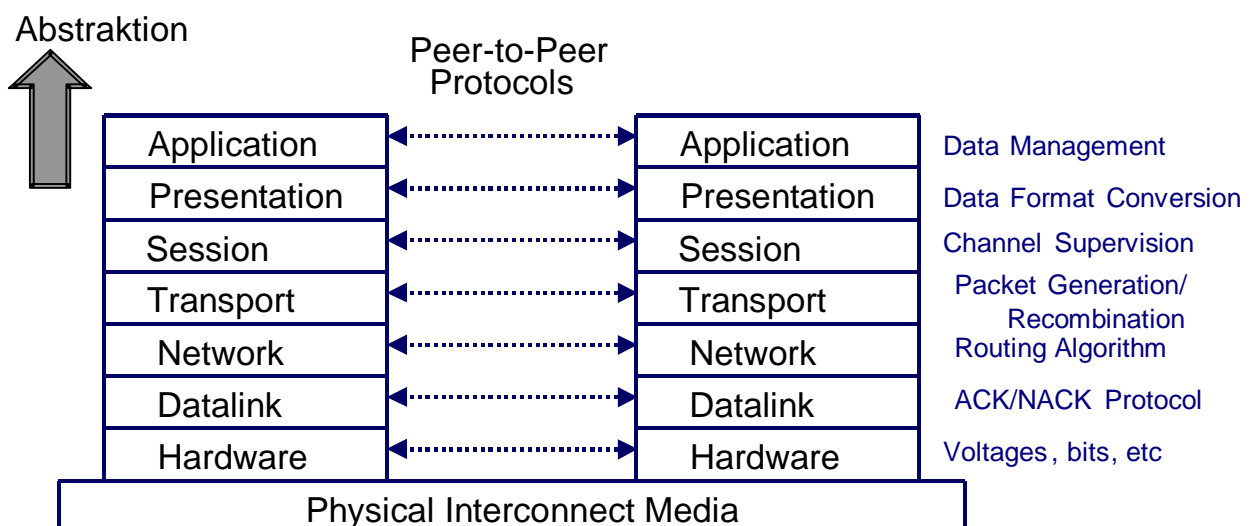 Abstraktion
Peer-to-Peer
Protocols
Application
Application
Data Management
Presentation
Presentation
Data Format Conversion
Session
Session
Channel Supervision
Transport
Transport
Packet Generation/
Recombination
Network
Network
Routing Algorithm
Datalink
Datalink
ACK/NACK Protocol
Hardware
Hardware
Voltages, bits, etc
Physical Interconnect Media